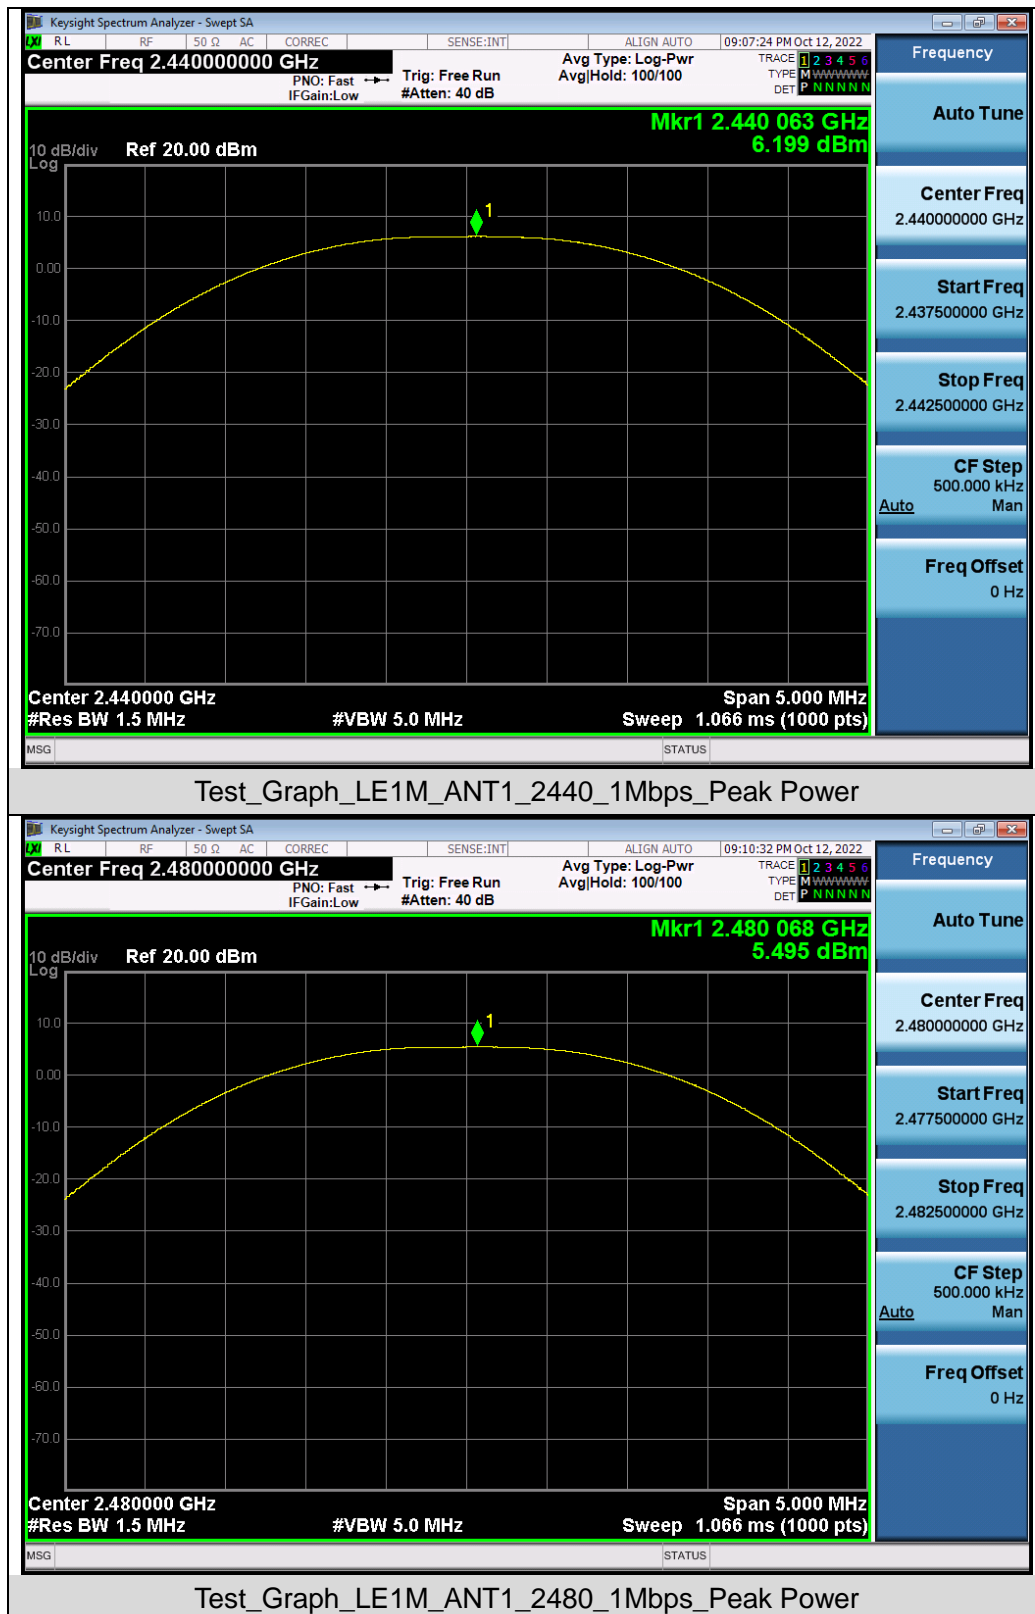 Keysight Spectrum Analyzer - Swept SA
LXI RL RF 50 Ω AC CORREC SENSE:INT ALIGN AUTO 09:07:24 PM Oct 12, 2022
Center Freq 2.440000000 GHz
PNO: Fast
IFGain:Low
Trig: Free Run
#Atten: 40 dB
Avg Type: Log-Pwr
Avg|Hold: 100/100
TRACE 1 2 3 4 5 6
TYPE M WWWWW
DET P N N N N N
Mkr1 2.440 063 GHz
6.199 dBm
10 dB/div Ref 20.00 dBm
Log
1
10.0
0.00
-10.0
-20.0
-30.0
-40.0
-50.0
-60.0
-70.0
Center 2.440000 GHz Span 5.000 MHz
#Res BW 1.5 MHz #VBW 5.0 MHz Sweep 1.066 ms (1000 pts)
MSG STATUS
Frequency
Auto Tune
Center Freq
2.440000000 GHz
Start Freq
2.437500000 GHz
Stop Freq
2.442500000 GHz
CF Step
500.000 kHz
Auto Man
Freq Offset
0 Hz
Test_Graph_LE1M_ANT1_2440_1Mbps_Peak Power
Keysight Spectrum Analyzer - Swept SA
LXI RL RF 50 Ω AC CORREC SENSE:INT ALIGN AUTO 09:10:32 PM Oct 12, 2022
Center Freq 2.480000000 GHz
PNO: Fast
IFGain:Low
Trig: Free Run
#Atten: 40 dB
Avg Type: Log-Pwr
Avg|Hold: 100/100
TRACE 1 2 3 4 5 6
TYPE M WWWWW
DET P N N N N N
Mkr1 2.480 068 GHz
5.495 dBm
10 dB/div Ref 20.00 dBm
Log
1
10.0
0.00
-10.0
-20.0
-30.0
-40.0
-50.0
-60.0
-70.0
Center 2.480000 GHz Span 5.000 MHz
#Res BW 1.5 MHz #VBW 5.0 MHz Sweep 1.066 ms (1000 pts)
MSG STATUS
Frequency
Auto Tune
Center Freq
2.480000000 GHz
Start Freq
2.477500000 GHz
Stop Freq
2.482500000 GHz
CF Step
500.000 kHz
Auto Man
Freq Offset
0 Hz
Test_Graph_LE1M_ANT1_2480_1Mbps_Peak Power